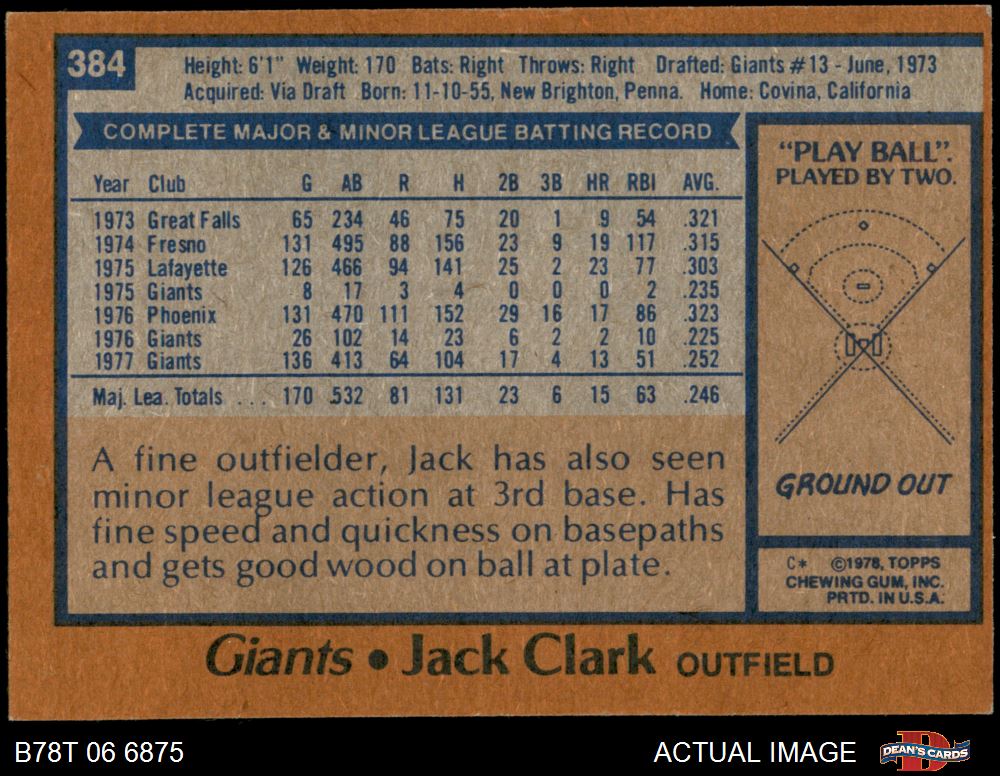 384
Height: 6'1" Weight: 170 Bats: Right Throws: Right Drafted: Giants #13 - June, 1973
Acquired: Via Draft Born: 11-10-55, New Brighton, Penna. Home: Covina, California
COMPLETE MAJOR & MINOR LEAGUE BATTING RECORD
Year Club G AB R H 2B 3B HR RBI AVG.
1973 Great Falls 65 234 46 75 20 1 9 54 .321
1974 Fresno 131 495 88 156 23 9 19 117 .315
1975 Lafayette 126 466 94 141 25 2 23 77 .303
1975 Giants 8 17 3 4 0 0 0 2 .235
1976 Phoenix 131 470 111 152 29 16 17 86 .323
1976 Giants 26 102 14 23 6 2 2 10 .225
1977 Giants 136 413 64 104 17 4 13 51 .252
Maj. Lea. Totals . . . 170 532 81 131 23 6 15 63 .246
A fine outfielder, Jack has also seen
minor league action at 3rd base. Has
fine speed and quickness on basepaths
and gets good wood on ball at plate.
"PLAY BALL".
PLAYED BY TWO.
GROUND OUT
C* ©1978, TOPPS
CHEWING GUM, INC.
PRTD. IN U.S.A.
Giants • Jack Clark OUTFIELD
B78T 06 6875
ACTUAL IMAGE
D
DEAN'S CARDS